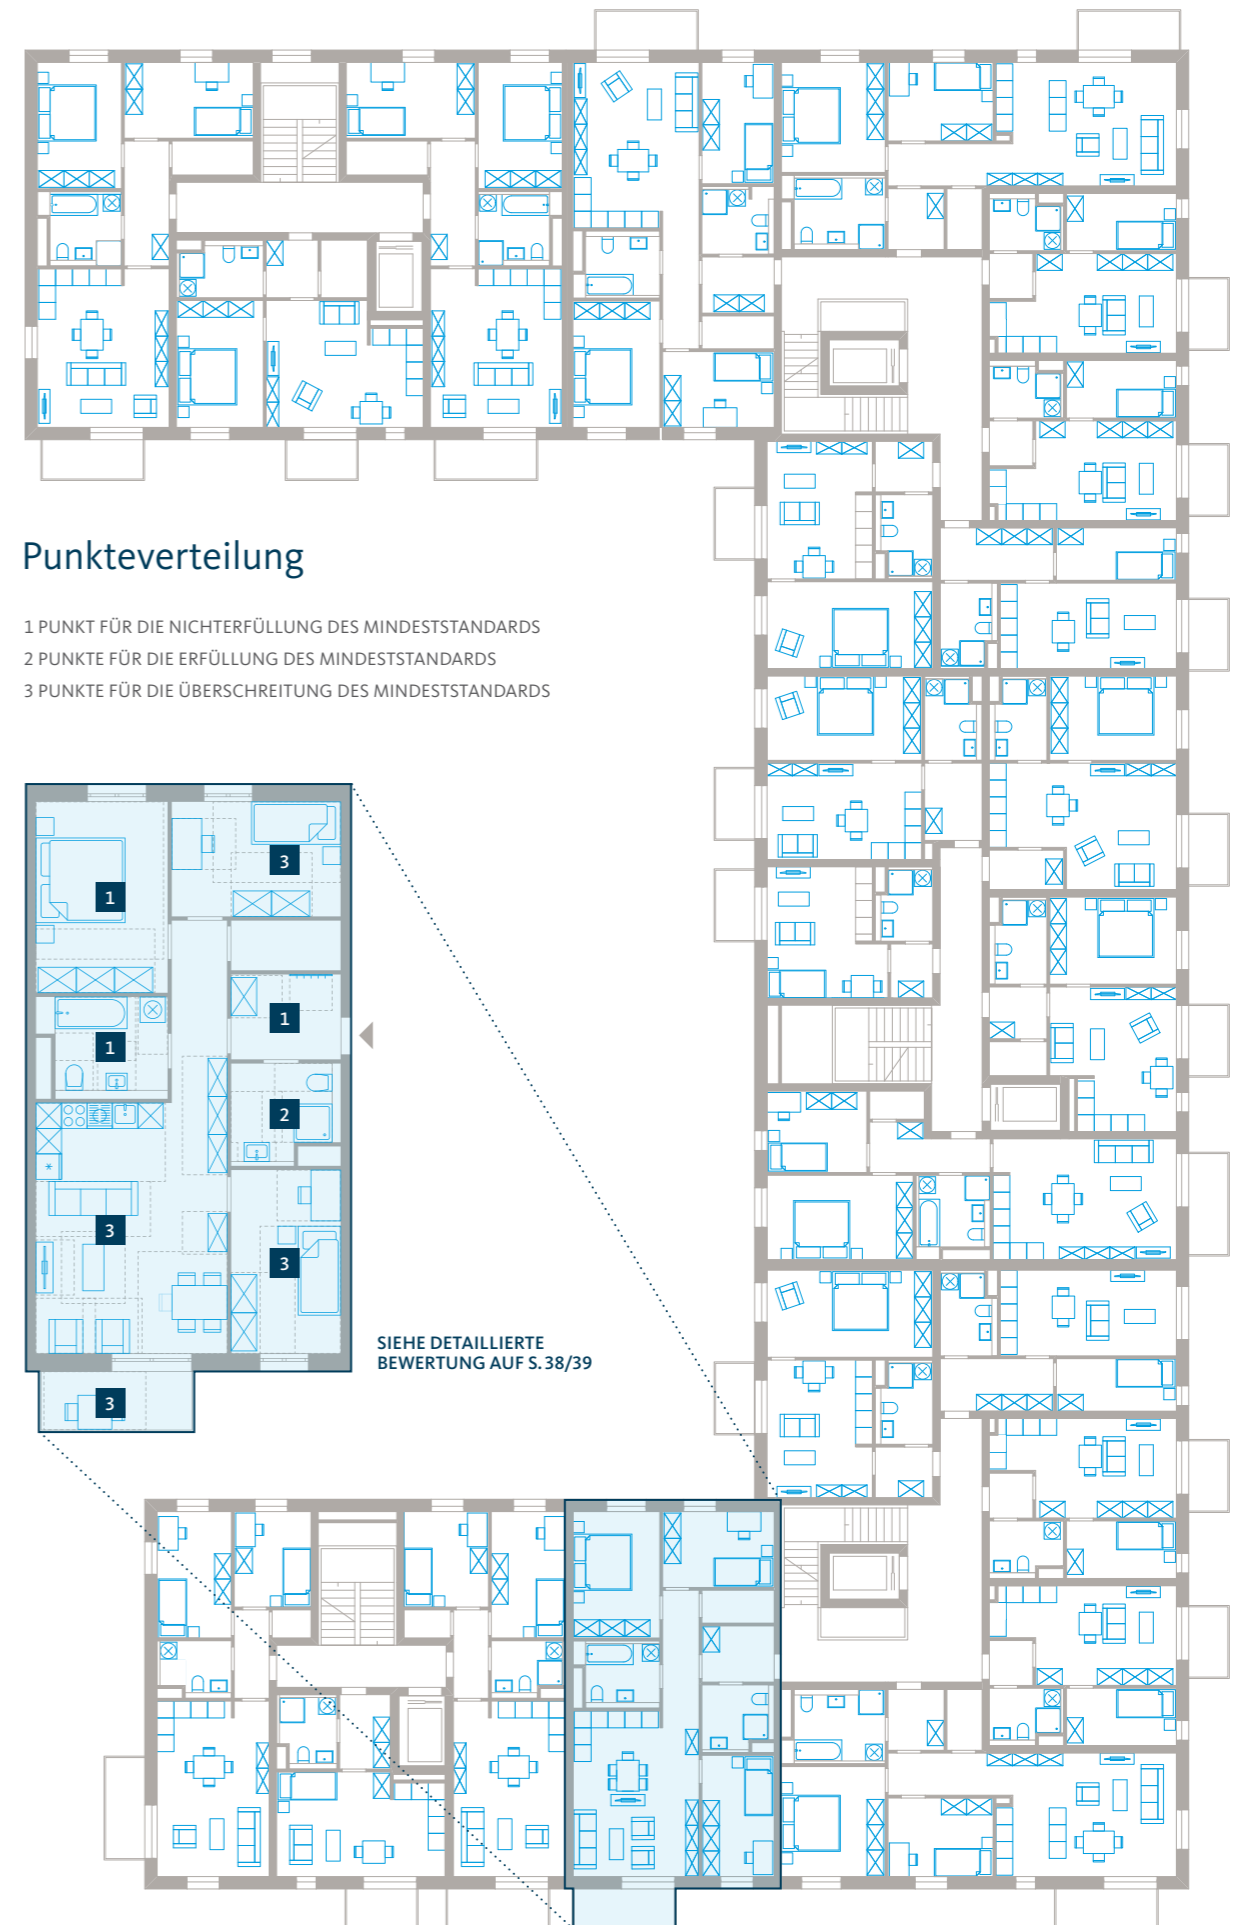 Punkteverteilung
1 PUNKT FÜR DIE NICHTERFÜLLUNG DES MINDESTSTANDARDS
2 PUNKTE FÜR DIE ERFÜLLUNG DES MINDESTSTANDARDS
3 PUNKTE FÜR DIE ÜBERSCHREITUNG DES MINDESTSTANDARDS
3
1
1
1
2
3
3
3
SIEHE DETAILLIERTE
BEWERTUNG AUF S. 38/39